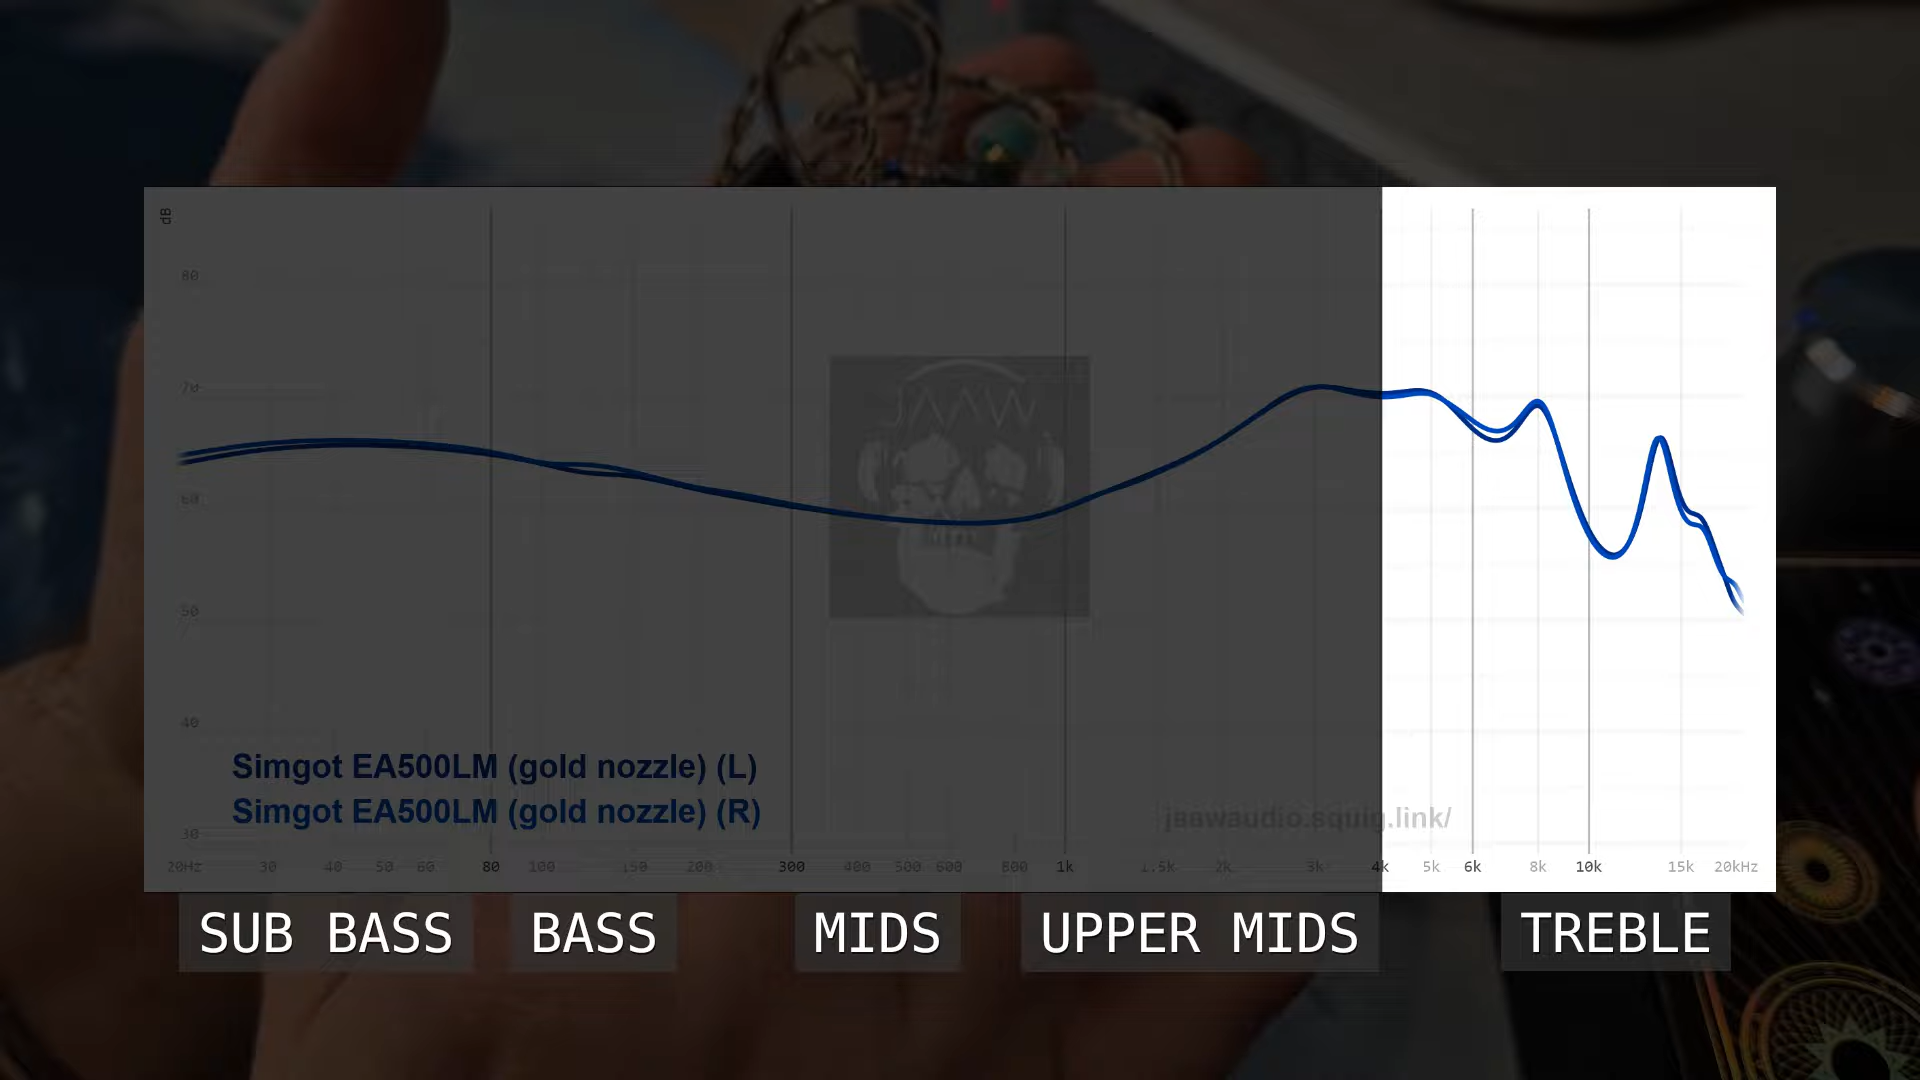 dB
80
70
60
50
40
30
JAAW
Simgot EA500LM (gold nozzle) (L)
Simgot EA500LM (gold nozzle) (R)
jaawaudio.squig.link/
20Hz 30 40 50 60 80 100 150 200 300 400 500 600 800 1k 1.5k 2k 3k 4k 5k 6k 8k 10k 15k 20kHz
SUB BASS BASS MIDS UPPER MIDS TREBLE